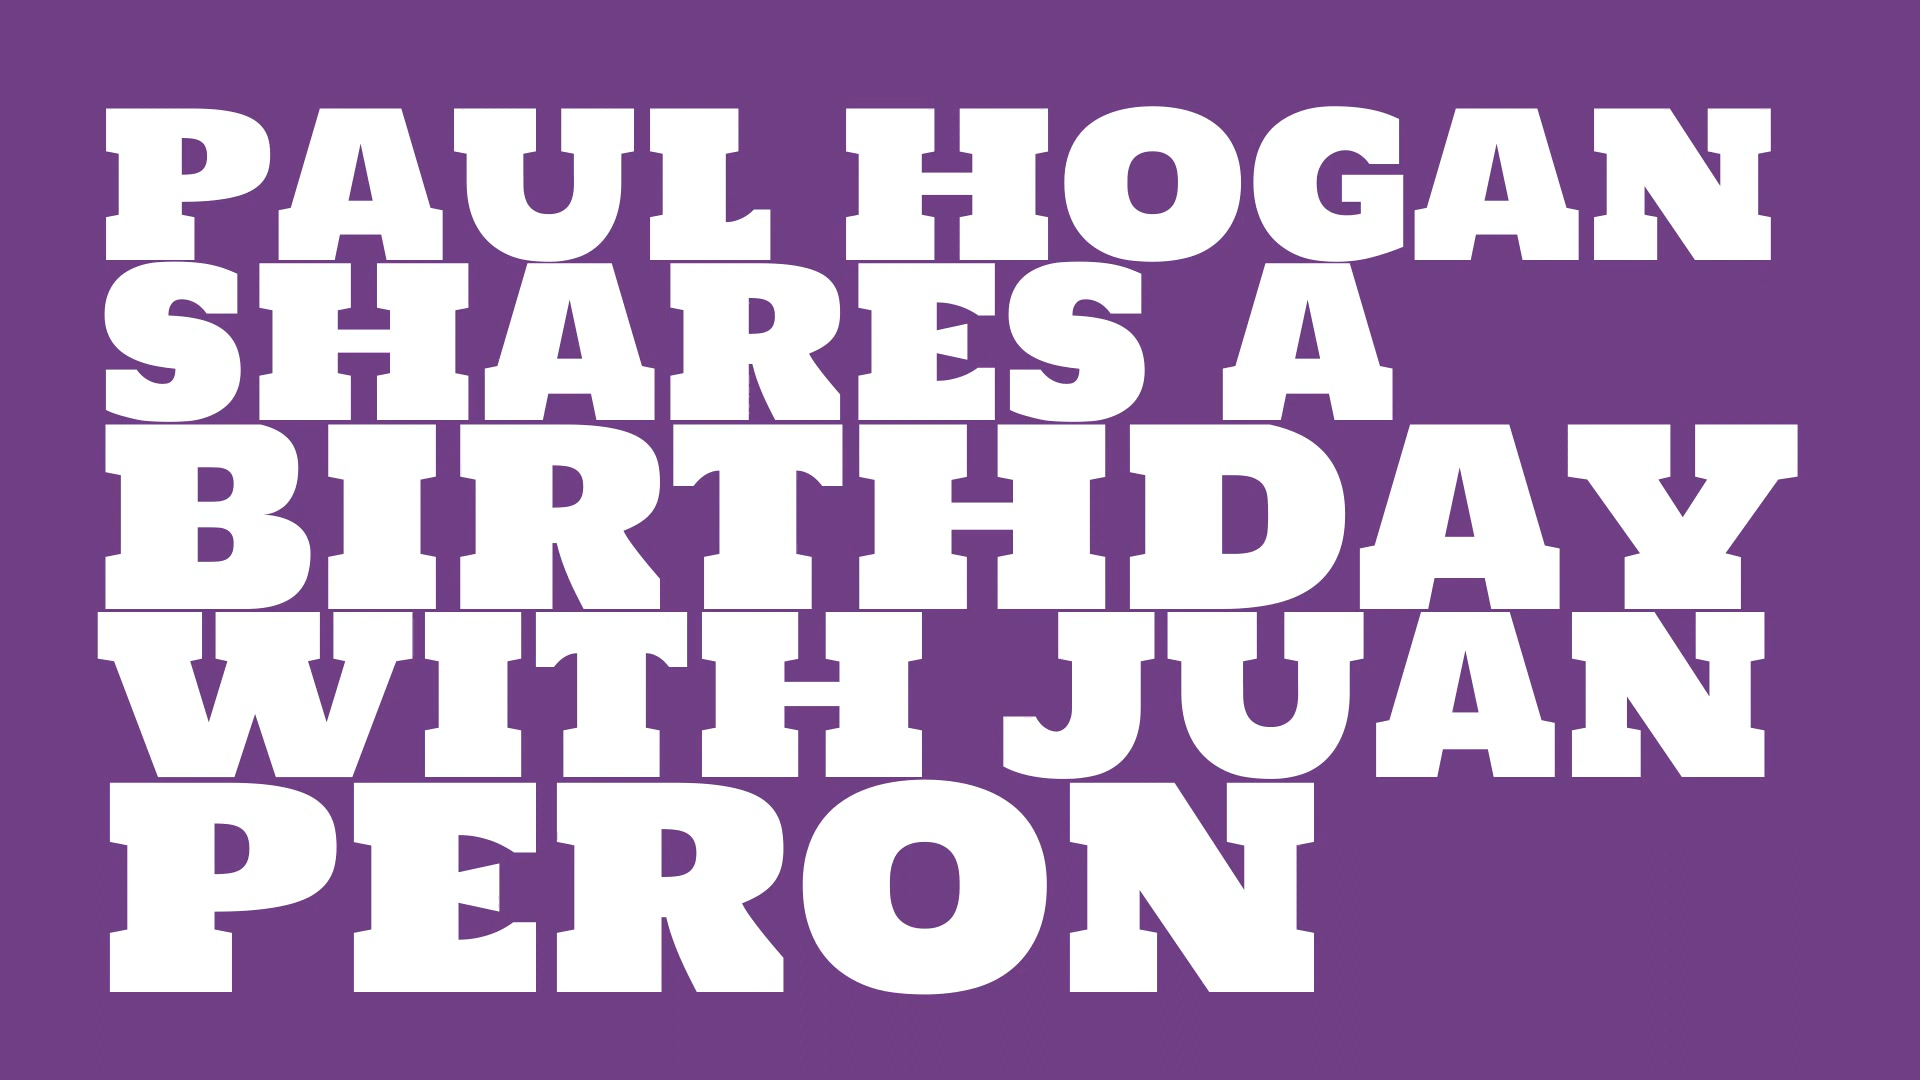 PAUL HOGAN
SHARES A
BIRTHDAY
WITH JUAN
PERON